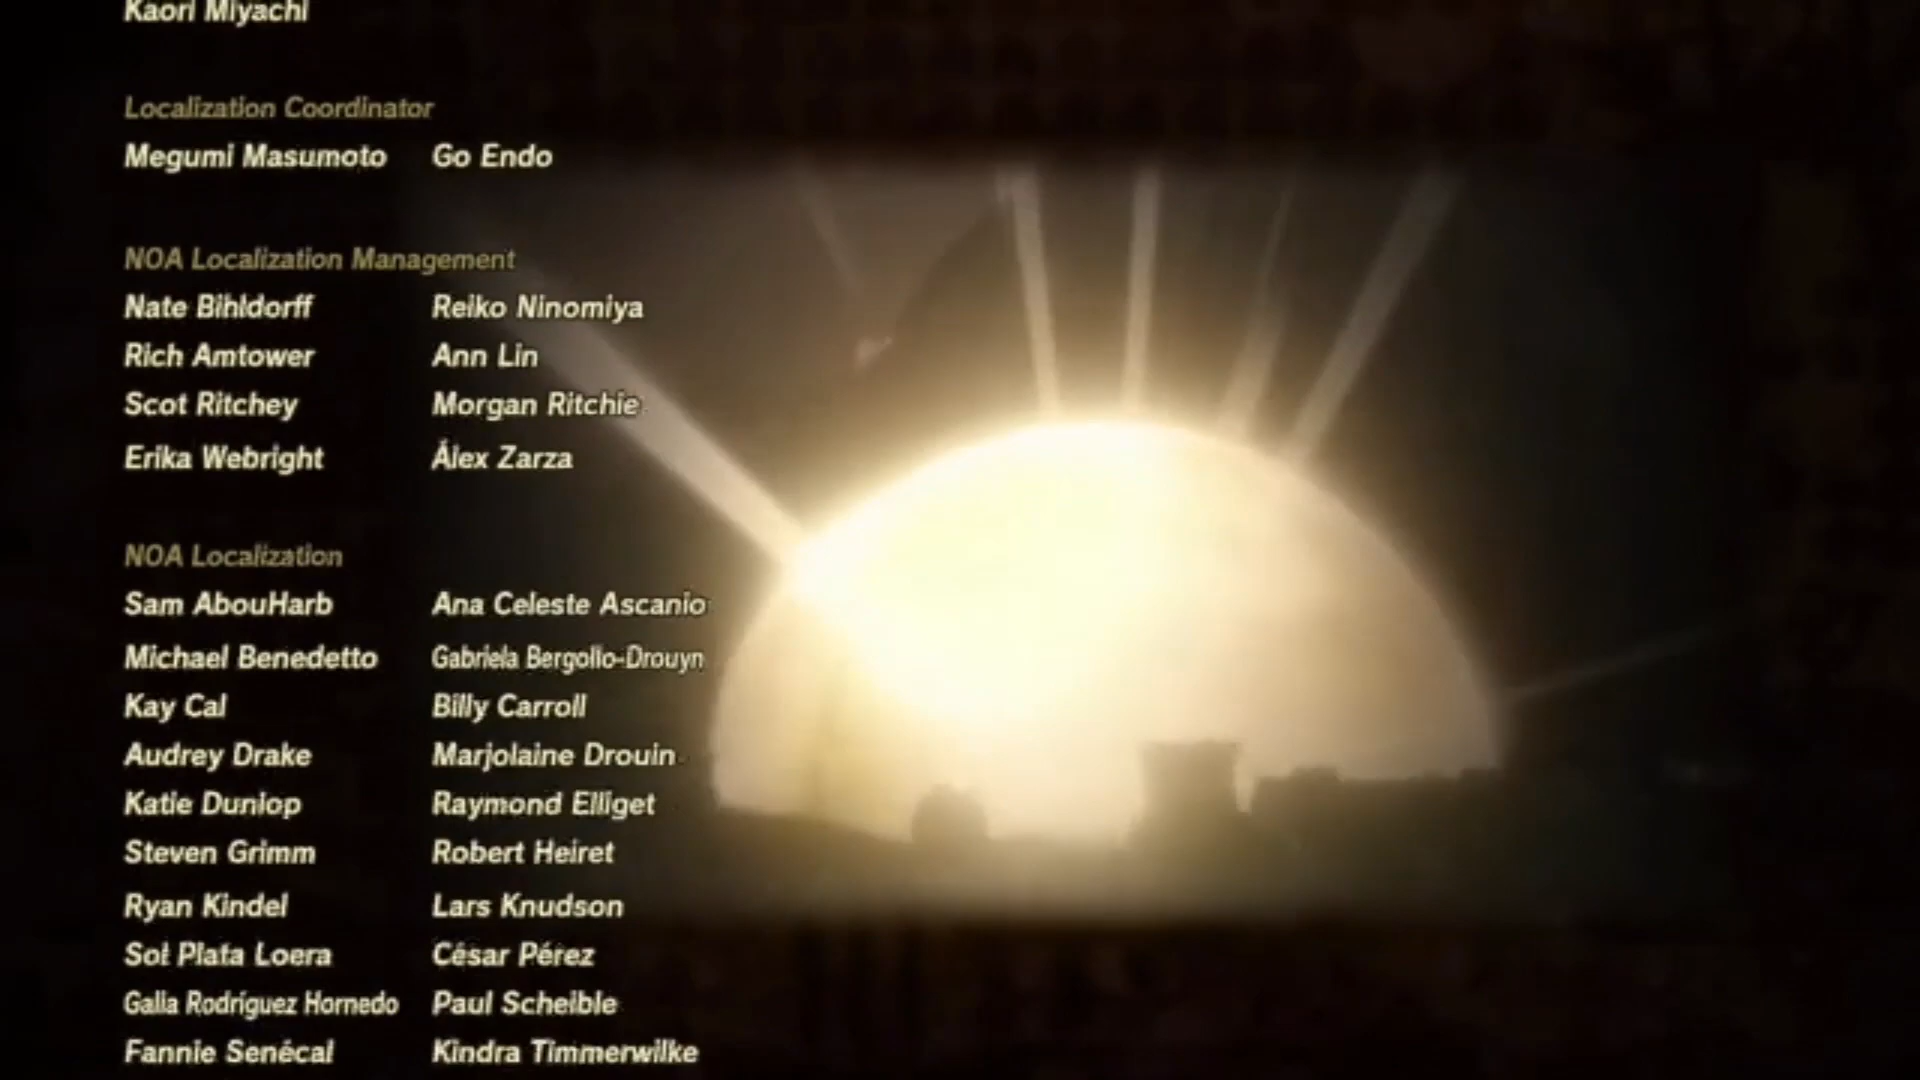 Kaori Miyachi
Localization Coordinator
Megumi Masumoto Go Endo
NOA Localization Management
Nate Bihldorff Reiko Ninomiya
Rich Amtower Ann Lin
Scot Ritchey Morgan Ritchie
Erika Webright Álex Zarza
NOA Localization
Sam AbouHarb Ana Celeste Ascanio
Michael Benedetto Gabriela Bergollo-Drouyn
Kay Cal Billy Carroll
Audrey Drake Marjolaine Drouin
Katie Dunlop Raymond Elliget
Steven Grimm Robert Heiret
Ryan Kindel Lars Knudson
Sol Plata Loera César Pérez
Galia Rodríguez Hornedo Paul Scheible
Fannie Senécal Kindra Timmerwilke